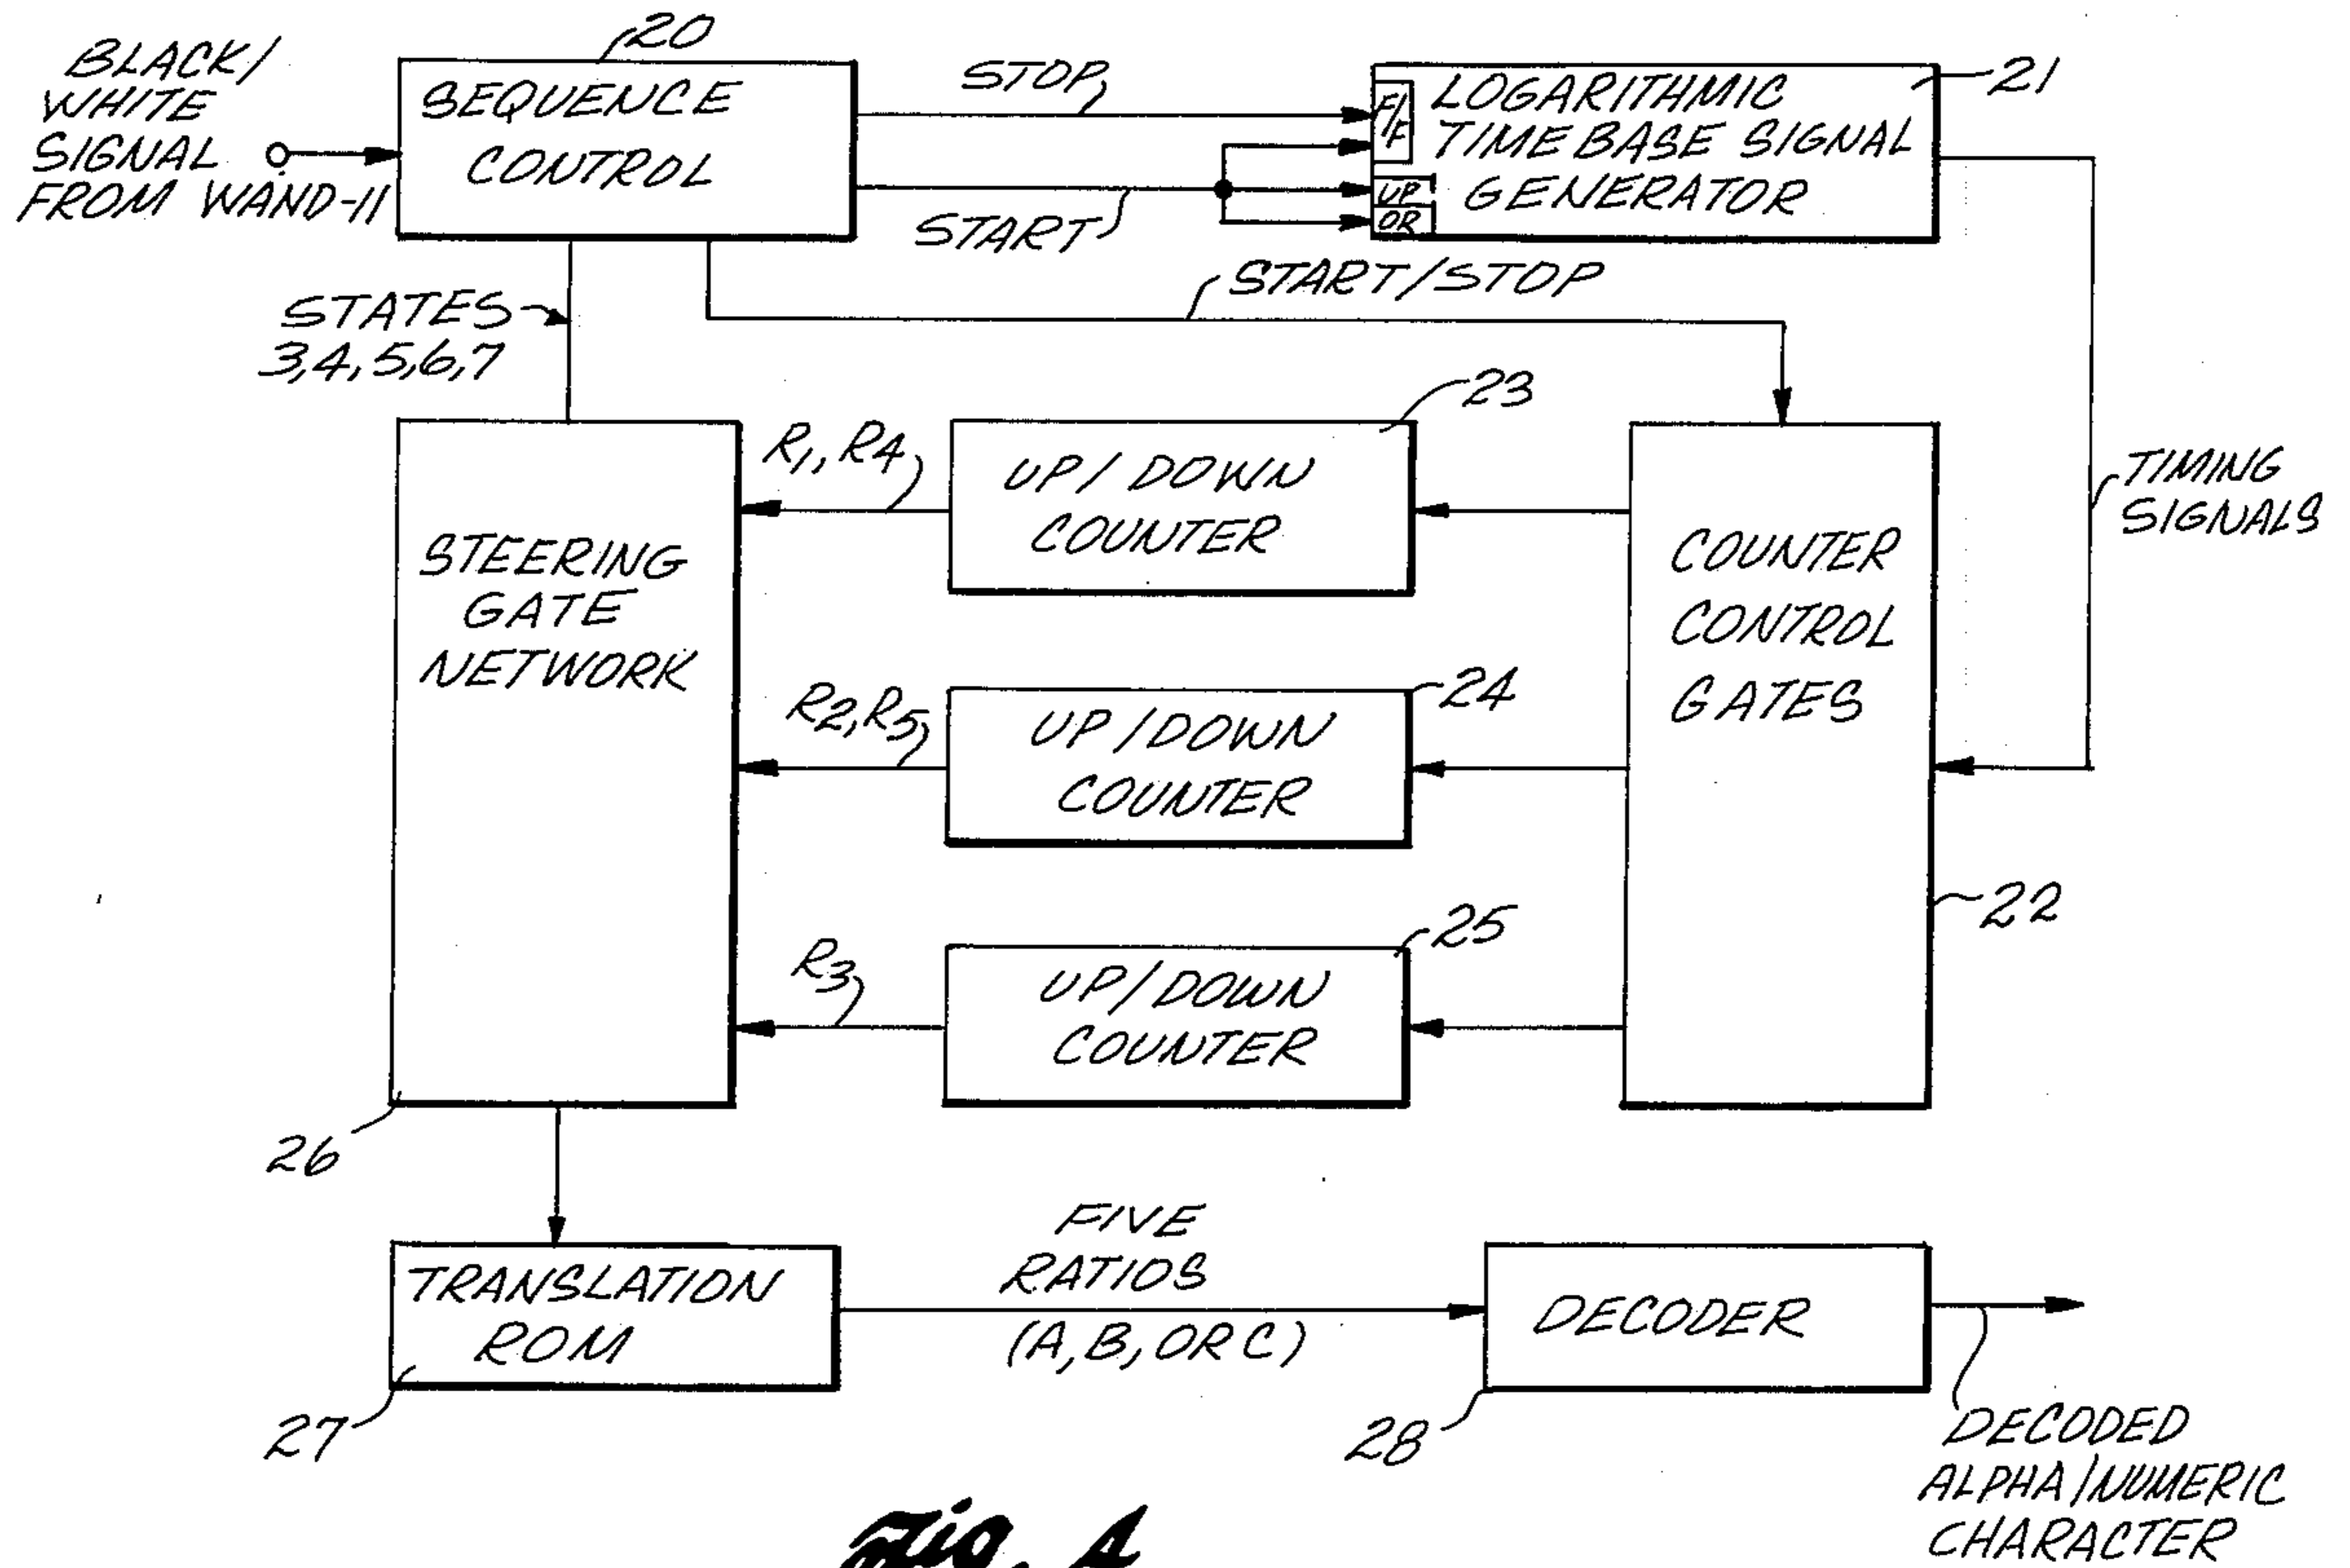 BLACK/
WHITE
SIGNAL
FROM WAND-11
20
SEQUENCE
CONTROL
STOP
START
F/F
UP
OR
LOGARITHMIC
TIME BASE SIGNAL
GENERATOR
21
STATES
3,4,5,6,7
START/STOP
TIMING
SIGNALS
STEERING
GATE
NETWORK
R1, R4
23
UP/DOWN
COUNTER
COUNTER
CONTROL
GATES
R2, R5
24
UP/DOWN
COUNTER
22
R3
25
UP/DOWN
COUNTER
26
TRANSLATION
ROM
27
FIVE
RATIOS
(A, B, OR C)
DECODER
28
DECODED
ALPHA/NUMERIC
CHARACTER
Fig. 4